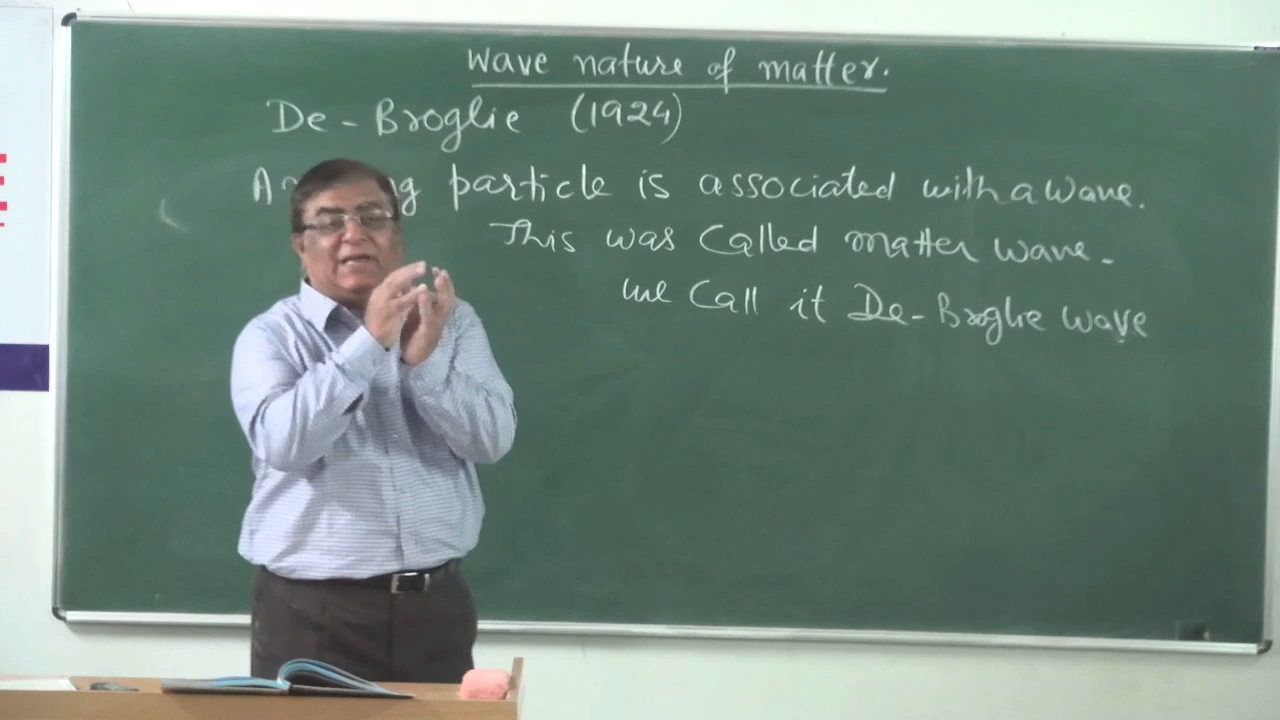 Wave nature of matter.
De-Broglie (1924)
particle is associated with a wave.
This was called matter wave.
we call it De-Broglie wave